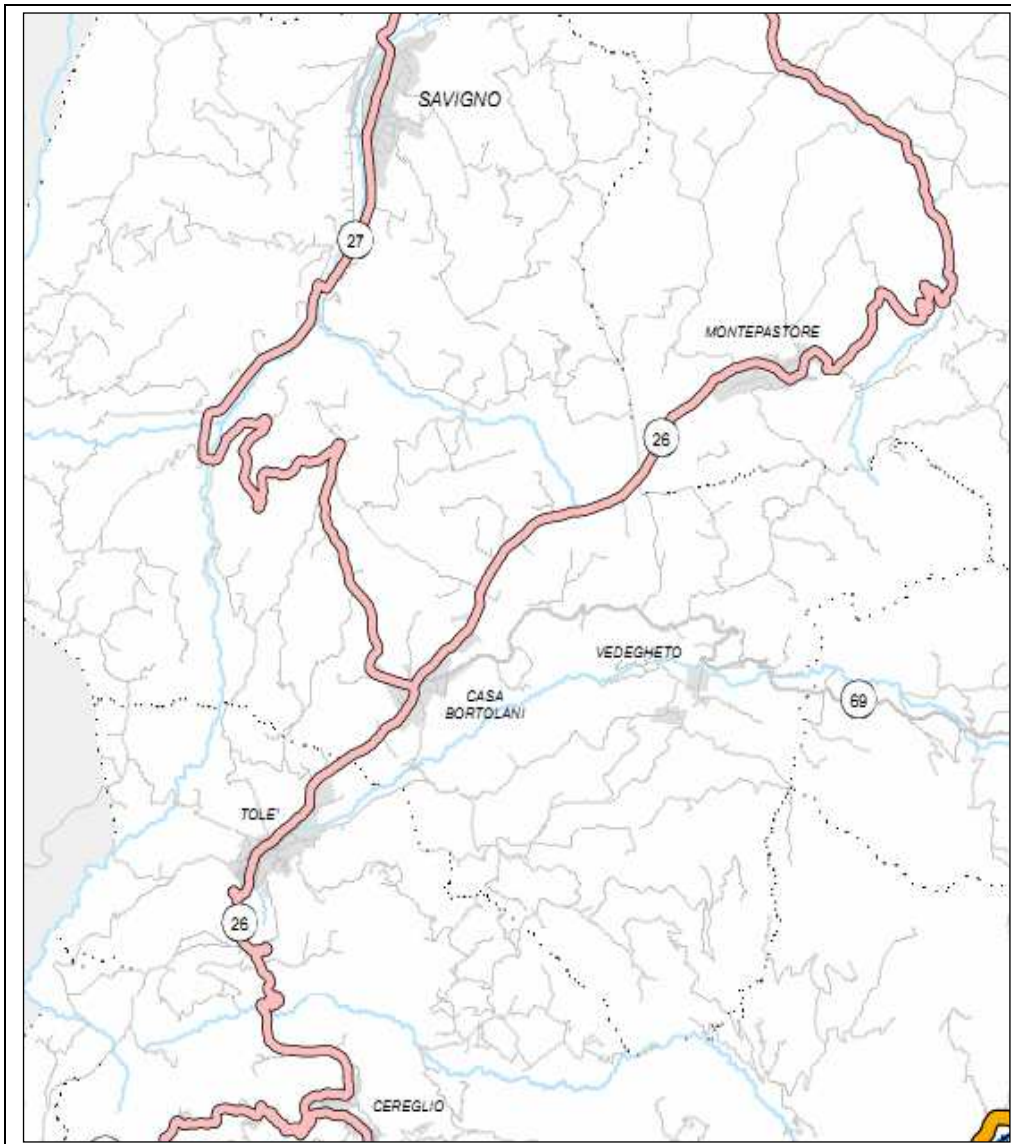 SAVIGNO
27
MONTEPASTORE
26
VEDEGHETO
CASA
BORTOLANI
69
TOLE'
26
CEREGLIO